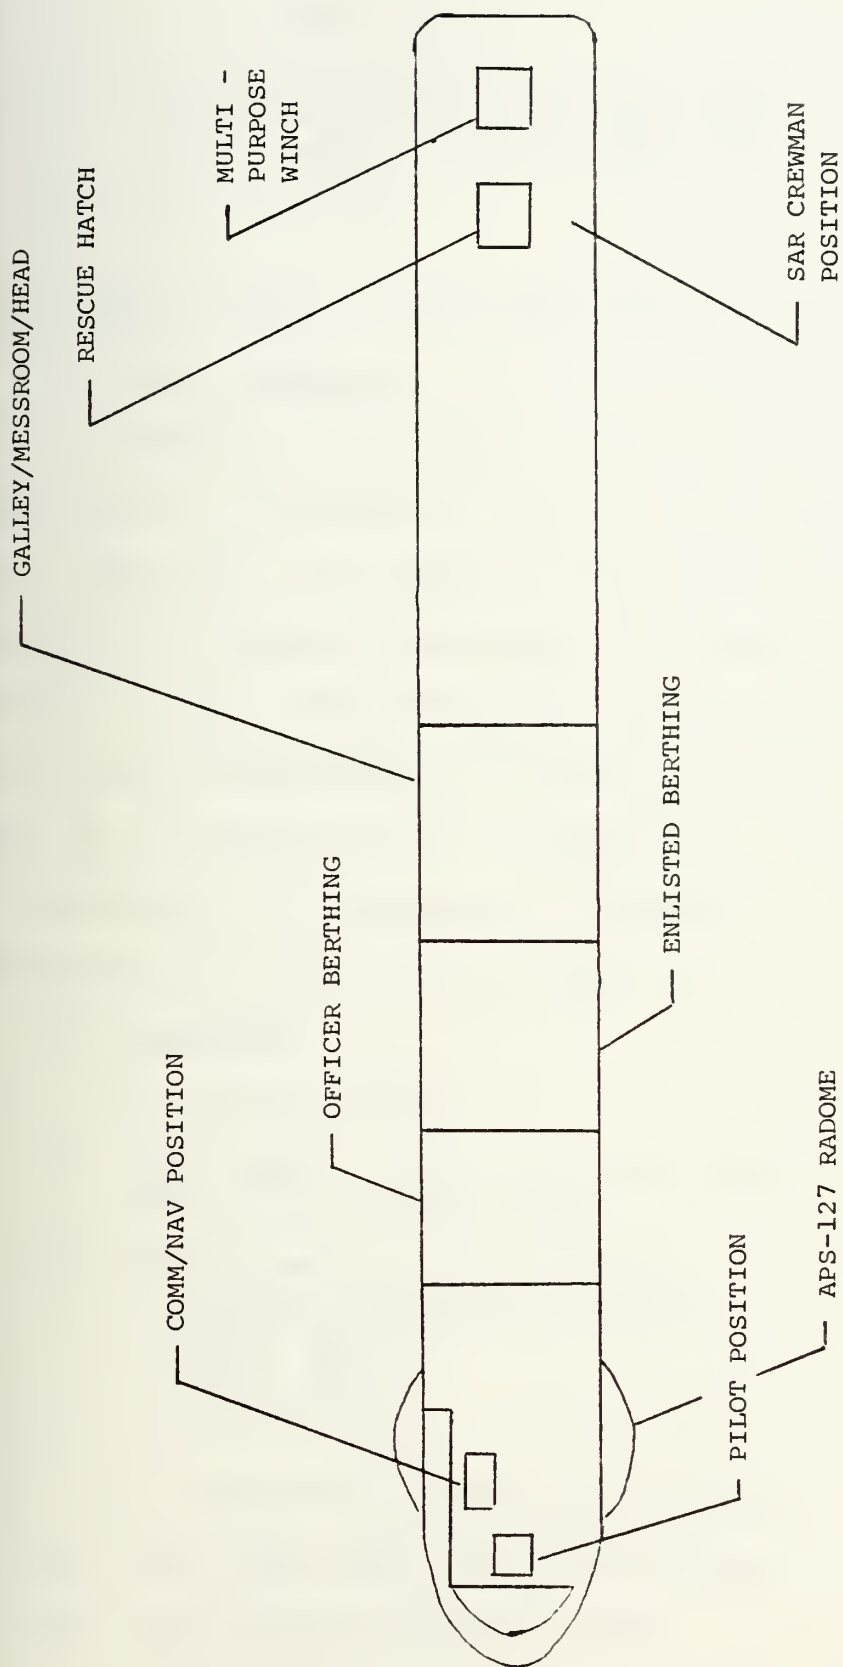 GALLEY/MESSROOM/HEAD
RESCUE HATCH
MULTI -
PURPOSE
WINCH
COMM/NAV POSITION
OFFICER BERTHING
ENLISTED BERTHING
PILOT POSITION
APS-127 RADOME
SAR CREWMAN
POSITION